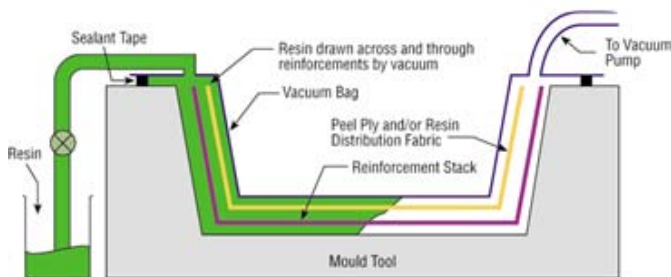 Sealant Tape
Resin drawn across and through
reinforcements by vacuum
Vacuum Bag
To Vacuum
Pump
Peel Ply and/or Resin
Distribution Fabric
Resin
Reinforcement Stack
Mould Tool